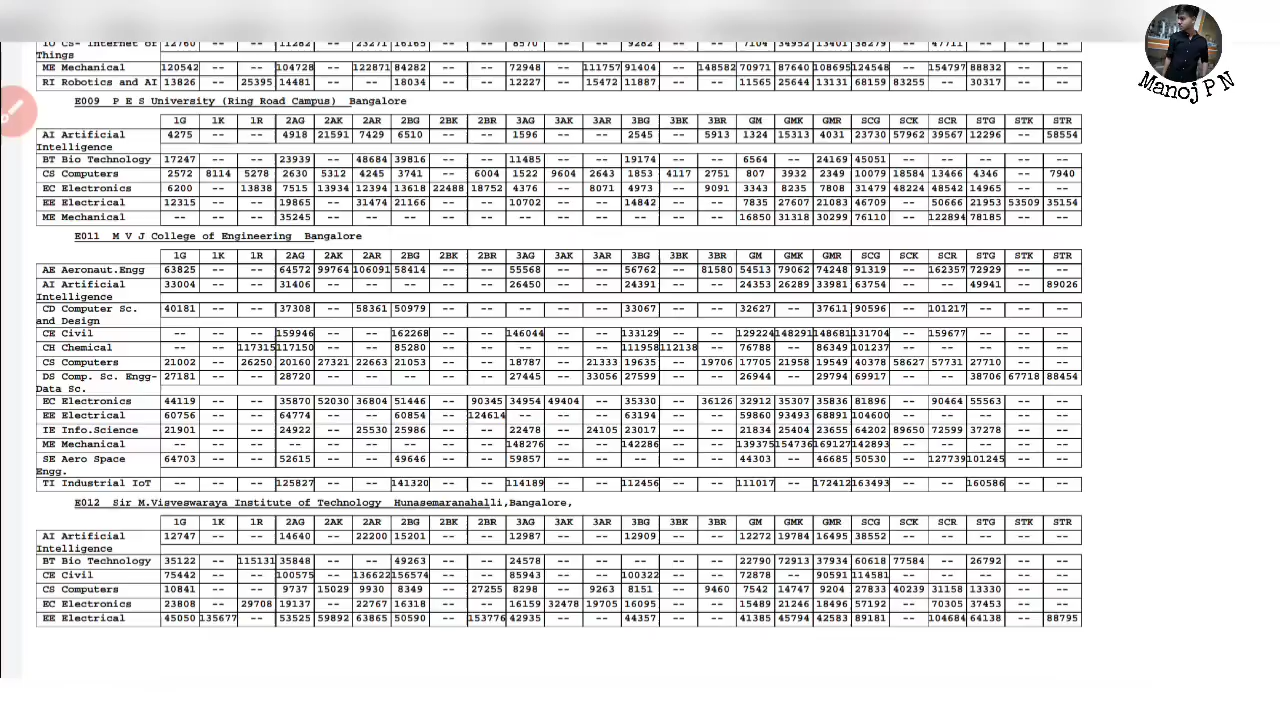 IO CS- Internet of 12760 -- -- 11282 -- 23271 16165 -- -- 8570 -- -- 9282 -- -- 7104 34952 13401 38279 -- 47711 -- -- --
Things
ME Mechanical 120542 -- -- 104728 -- 122871 84282 -- -- 72948 -- 111757 91404 -- 148582 70971 87640 108695 124548 -- 154797 88832 -- --
RI Robotics and AI 13826 -- 25395 14481 -- -- 18034 -- -- 12227 -- 15472 11887 -- -- 11565 25644 13131 68159 83255 -- 30317 -- --
E009 P E S University (Ring Road Campus) Bangalore
1G 1K 1R 2AG 2AK 2AR 2BG 2BK 2BR 3AG 3AK 3AR 3BG 3BK 3BR GM GMK GMR SCG SCK SCR STG STK STR
AI Artificial 4275 -- -- 4918 21591 7429 6510 -- -- 1596 -- -- 2545 -- 5913 1324 15313 4031 23730 57962 39567 12296 -- 58554
Intelligence
BT Bio Technology 17247 -- -- 23939 -- 48684 39816 -- -- 11485 -- -- 19174 -- -- 6564 -- 24169 45051 -- -- -- -- --
CS Computers 2572 8114 5278 2630 5312 4245 3741 -- 6004 1522 9604 2643 1853 4117 2751 807 3932 2349 10079 18584 13466 4346 -- 7940
EC Electronics 6200 -- 13838 7515 13934 12394 13618 22488 18752 4376 -- 8071 4973 -- 9091 3343 8235 7808 31479 48224 48542 14965 -- --
EE Electrical 12315 -- -- 19865 -- 31474 21166 -- -- 10702 -- -- 14842 -- -- 7835 27607 21083 46709 -- 50666 21953 53509 35154
ME Mechanical -- -- -- 35245 -- -- -- -- -- -- -- -- -- -- -- 16850 31318 30299 76110 -- 122894 78185 -- --
E011 M V J College of Engineering Bangalore
1G 1K 1R 2AG 2AK 2AR 2BG 2BK 2BR 3AG 3AK 3AR 3BG 3BK 3BR GM GMK GMR SCG SCK SCR STG STK STR
AE Aeronaut.Engg 63825 -- -- 64572 99764 106091 58414 -- -- 55568 -- -- 56762 -- 81580 54513 79062 74248 91319 -- 162357 72929 -- --
AI Artificial 33004 -- -- 31406 -- -- -- -- -- 26450 -- -- 24391 -- -- 24353 26289 33981 63754 -- -- 49941 -- 89026
Intelligence
CD Computer Sc. 40181 -- -- 37308 -- 58361 50979 -- -- -- -- -- 33067 -- -- 32627 -- 37611 90596 -- 101217 -- -- --
and Design
CE Civil -- -- -- 159946 -- -- 162268 -- -- 146044 -- -- 133129 -- -- 129224 148291 148681 131704 -- 159677 -- -- --
CH Chemical -- -- 117315 117150 -- -- 85280 -- -- -- -- -- 111958 112138 -- 76788 -- 86349 101237 -- -- -- -- --
CS Computers 21002 -- 26250 20160 27321 22663 21053 -- -- 18787 -- 21333 19635 -- 19706 17705 21958 19549 40378 58627 57731 27710 -- --
DS Comp. Sc. Engg- 27181 -- -- 28720 -- -- -- -- -- 27445 -- 33056 27599 -- -- 26944 -- 29794 69917 -- -- 38706 67718 88454
Data Sc.
EC Electronics 44119 -- -- 35870 52030 36804 51446 -- 90345 34954 49404 -- 35330 -- 36126 32912 35307 35836 81896 -- 90464 55563 -- --
EE Electrical 60756 -- -- 64774 -- -- 60854 -- 124614 -- -- -- 63194 -- -- 59860 93493 68891 104600 -- -- -- -- --
IE Info.Science 21901 -- -- 24922 -- 25530 25986 -- -- 22478 -- 24105 23017 -- -- 21834 25404 23655 64202 89650 72599 37278 -- --
ME Mechanical -- -- -- -- -- -- -- -- -- 148276 -- -- 142286 -- -- 139375 154736 169127 142893 -- -- -- -- --
SE Aero Space 64703 -- -- 52615 -- -- 49646 -- -- 59857 -- -- -- -- -- 44303 -- 46685 50530 -- 127739 101245 -- --
Engg.
TI Industrial IoT -- -- -- 125827 -- -- 141320 -- -- 114189 -- -- 112456 -- -- 111017 -- 172412 163493 -- -- 160586 -- --
E012 Sir M.Visveswaraya Institute of Technology Hunasemaranahalli,Bangalore,
1G 1K 1R 2AG 2AK 2AR 2BG 2BK 2BR 3AG 3AK 3AR 3BG 3BK 3BR GM GMK GMR SCG SCK SCR STG STK STR
AI Artificial 12747 -- -- 14640 -- 22200 15201 -- -- 12987 -- -- 12909 -- -- 12272 19784 16495 38552 -- -- -- -- --
Intelligence
BT Bio Technology 35122 -- 115131 35848 -- -- 49263 -- -- 24578 -- -- -- -- -- 22790 72913 37934 60618 77584 -- 26792 -- --
CE Civil 75442 -- -- 100575 -- 136622 156574 -- -- 85943 -- -- 100322 -- -- 72878 -- 90591 114581 -- -- -- -- --
CS Computers 10841 -- -- 9737 15029 9930 8349 -- 27255 8298 -- 9263 8151 -- 9460 7542 14747 9204 27833 40239 31158 13330 -- --
EC Electronics 23808 -- 29708 19137 -- 22767 16318 -- -- 16159 32478 19705 16095 -- -- 15489 21246 18496 57192 -- 70305 37453 -- --
EE Electrical 45050 135677 -- 53525 59892 63865 50590 -- 153776 42935 -- -- 44357 -- -- 41385 45794 42583 89181 -- 104684 64138 -- 88795
Manoj P N